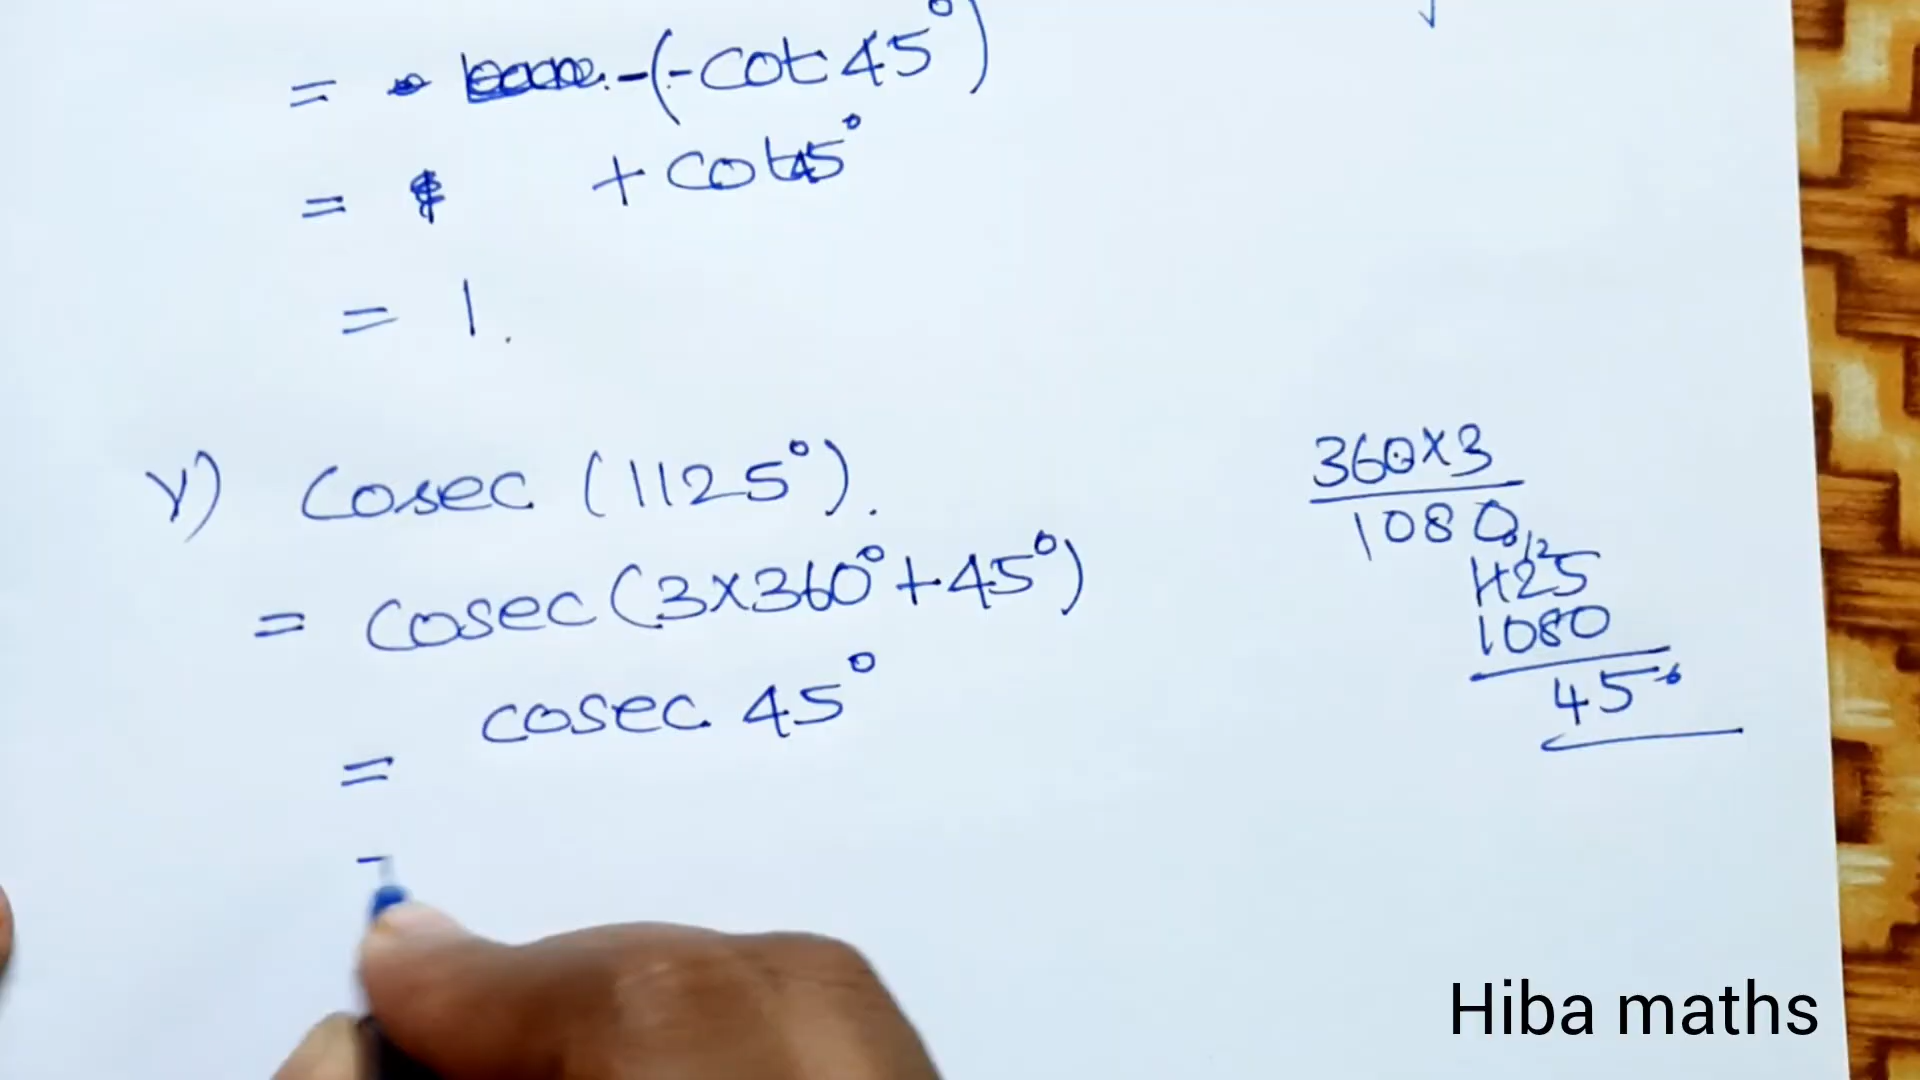 = -(-cot 45°)
= + cot 45°
= 1.
v) cosec (1125°).
= cosec (3×360° + 45°)
cosec 45°
=
360×3
1080
1125
1080
45°
Hiba maths